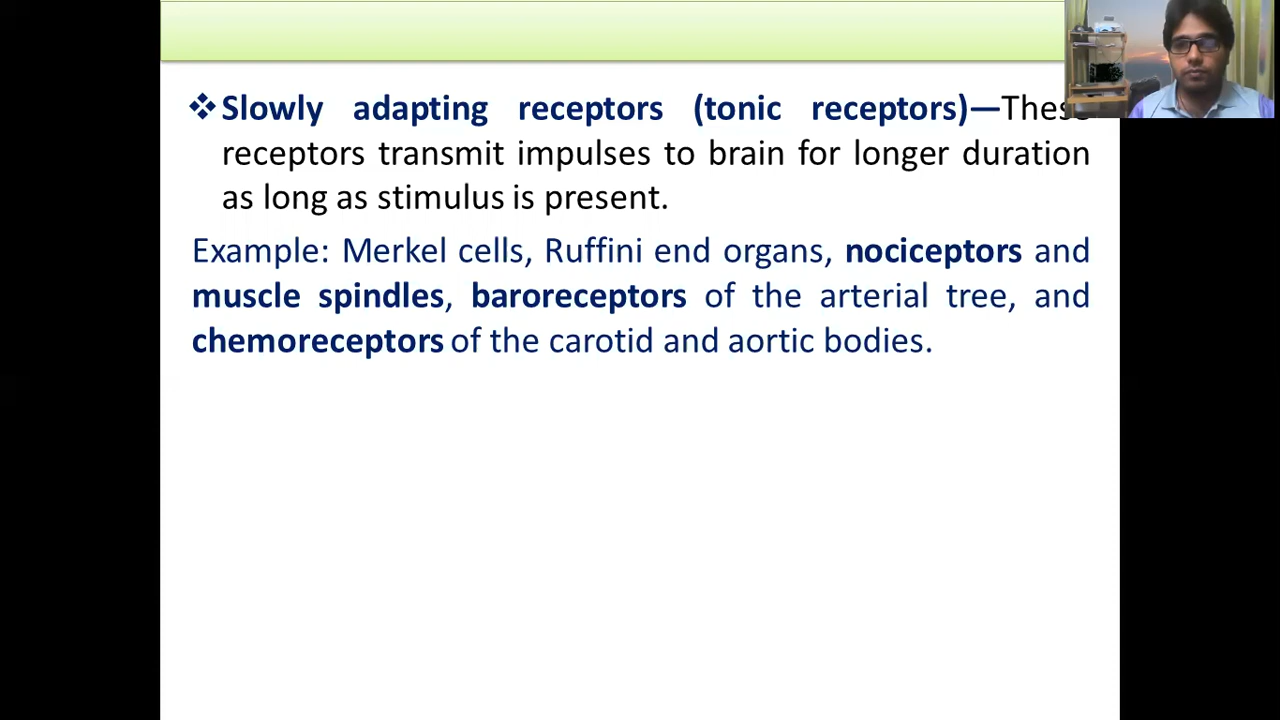 ❖Slowly adapting receptors (tonic receptors)—These
receptors transmit impulses to brain for longer duration
as long as stimulus is present.
Example: Merkel cells, Ruffini end organs, nociceptors and
muscle spindles, baroreceptors of the arterial tree, and
chemoreceptors of the carotid and aortic bodies.